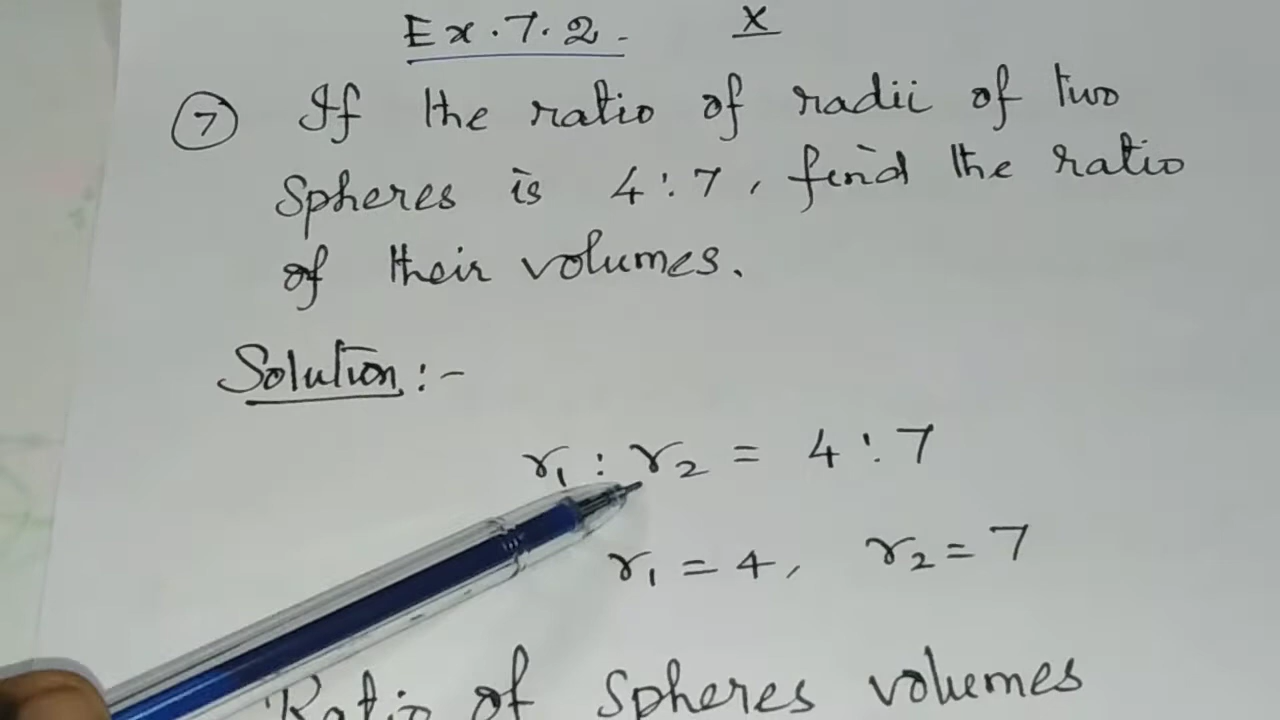 Ex.7.2. X
7 If the ratio of radii of two
Spheres is 4:7, find the ratio
of their volumes.
Solution :-
r₁ : r₂ = 4 : 7
r₁ = 4, r₂ = 7
Ratio of Spheres volumes